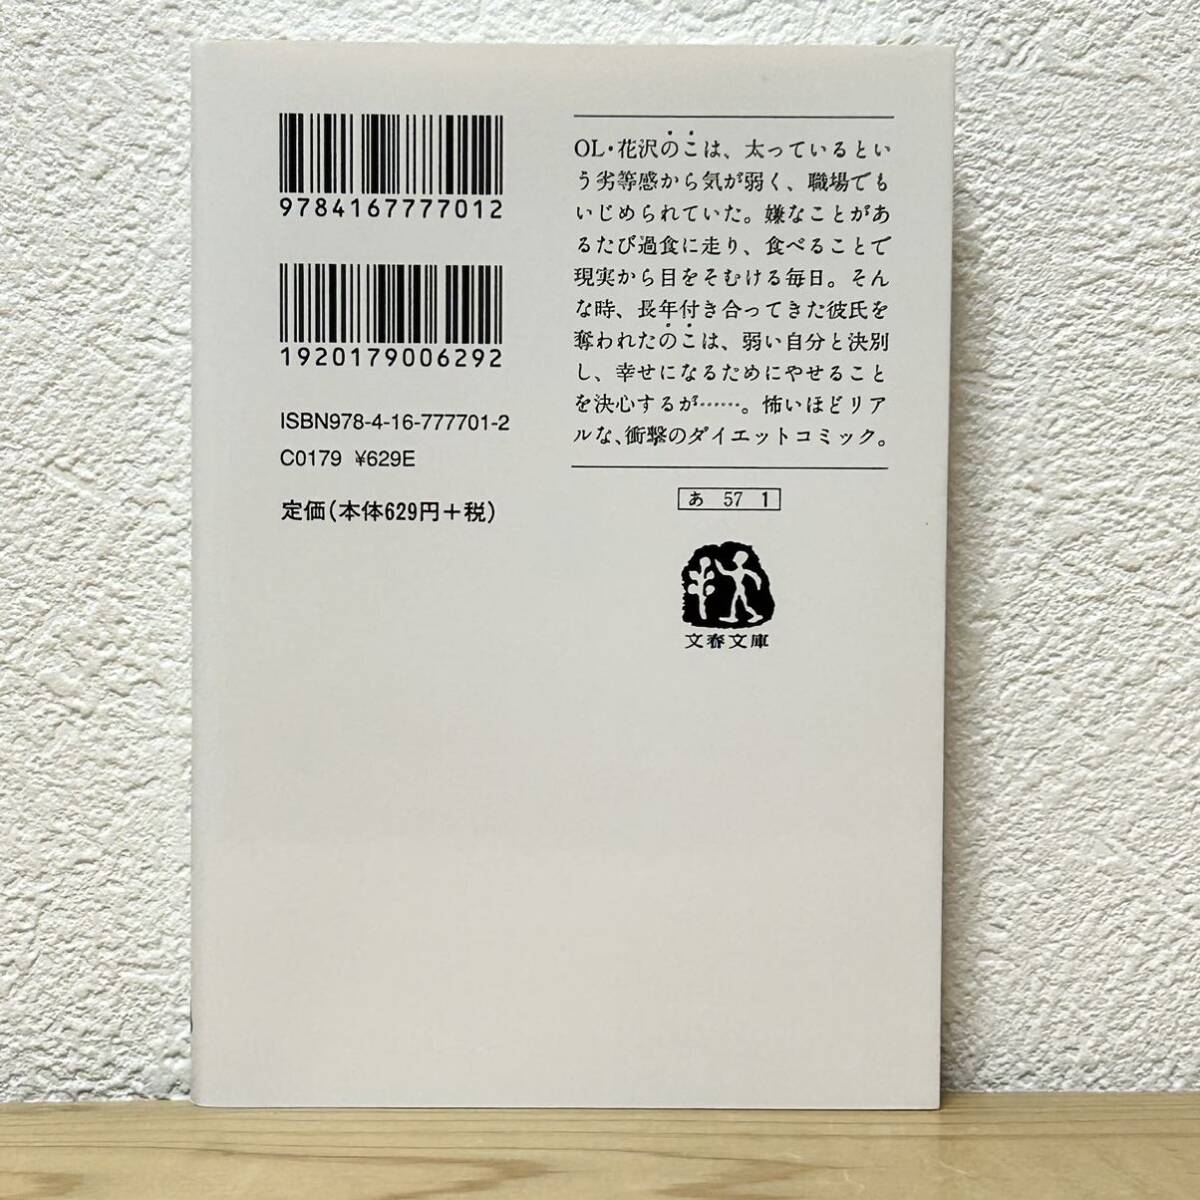 9784167777012
1920179006292
ISBN978-4-16-777701-2
C0179 ¥629E
定価(本体629円+税)
OL・花沢のこは、太っているとい
う劣等感から気が弱く、職場でも
いじめられていた。嫌なことがあ
るたび過食に走り、食べることで
現実から目をそむける毎日。そん
な時、長年付き合ってきた彼氏を
奪われたのこは、弱い自分と決別
し、幸せになるためにやせること
を決心するが……。怖いほどリア
ルな、衝撃のダイエットコミック。
あ 57 1
文春文庫